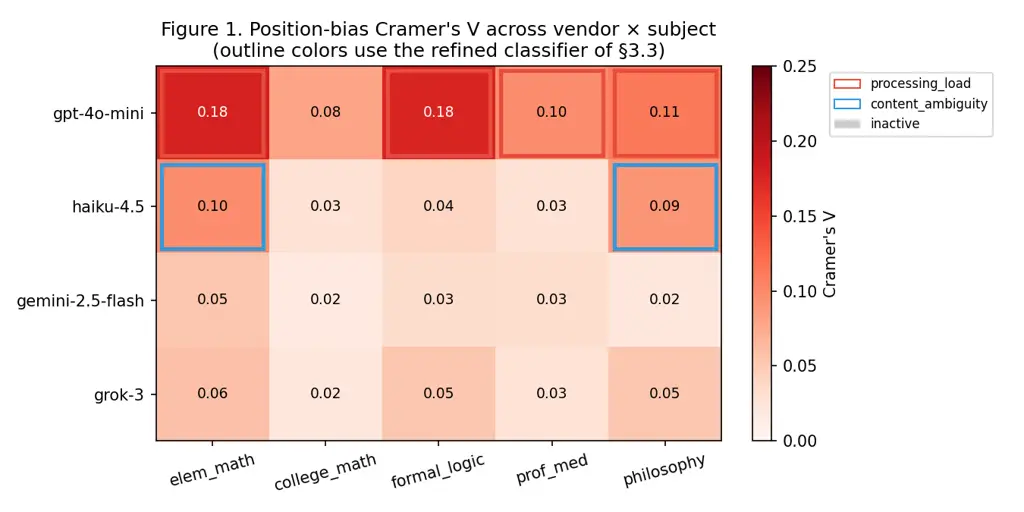 Figure 1. Position-bias Cramer's V across vendor × subject
(outline colors use the refined classifier of §3.3)
gpt-4o-mini 0.18 0.08 0.18 0.10 0.11
haiku-4.5 0.10 0.03 0.04 0.03 0.09
gemini-2.5-flash 0.05 0.02 0.03 0.03 0.02
grok-3 0.06 0.02 0.05 0.03 0.05
elem_math college_math formal_logic prof_med philosophy
0.25
0.20
0.15
0.10
0.05
0.00
Cramer's V
processing_load
content_ambiguity
inactive